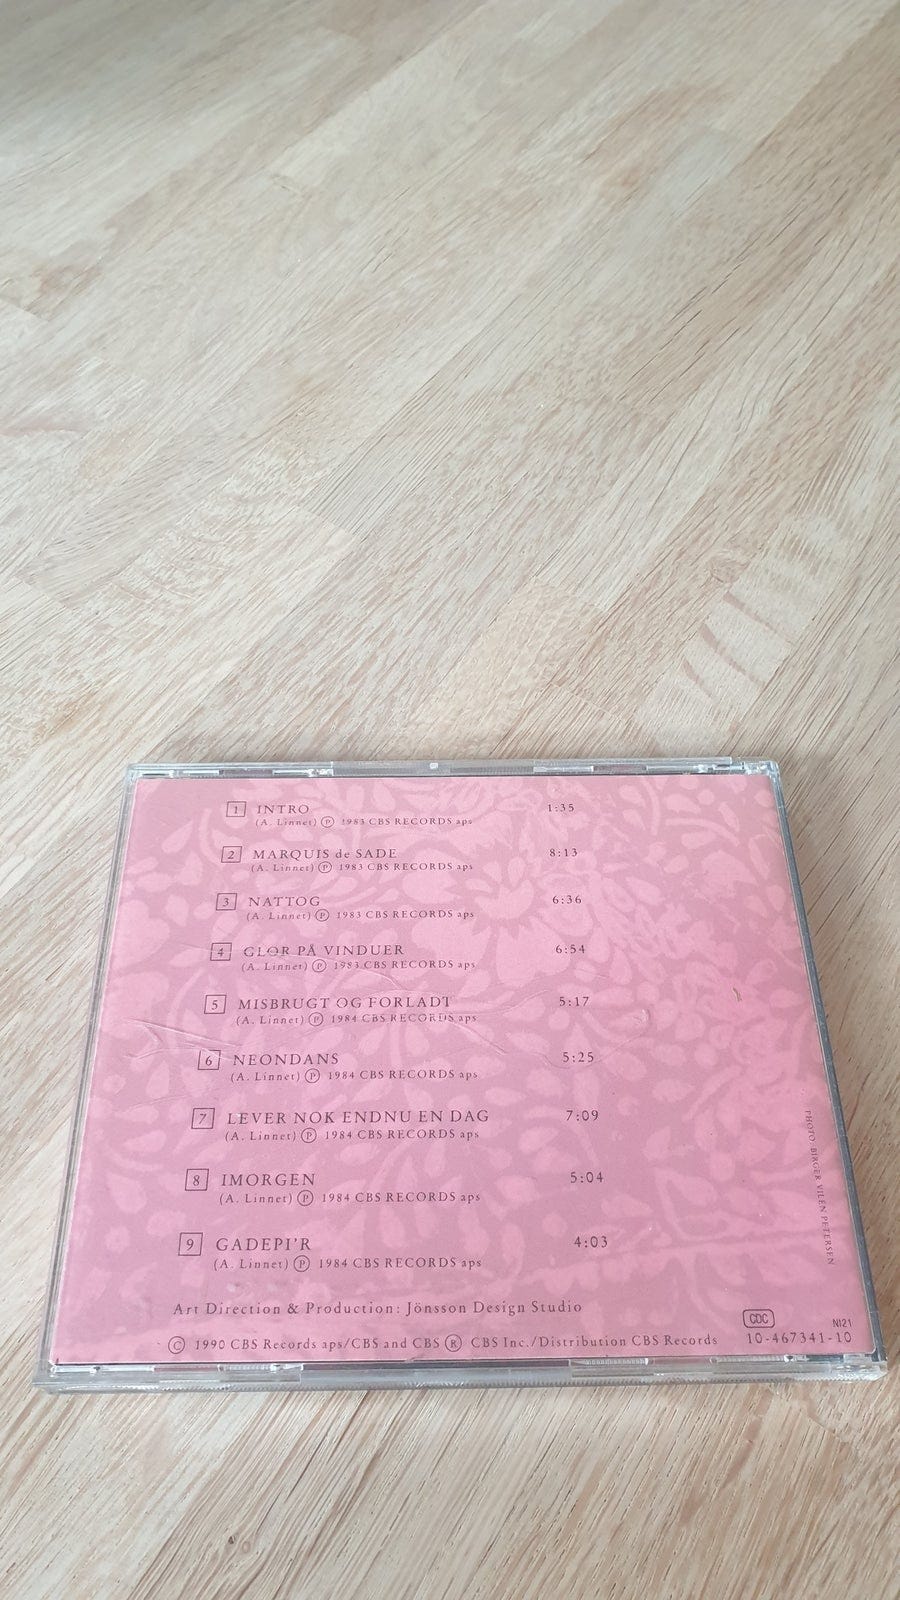 1 INTRO 1:35
(A. Linnet) Ⓟ 1983 CBS RECORDS aps
2 MARQUIS de SADE 8:13
(A. Linnet) Ⓟ 1983 CBS RECORDS aps
3 NATTOG 6:36
(A. Linnet) Ⓟ 1983 CBS RECORDS aps
4 GLOR PÅ VINDUER 6:54
(A. Linnet) Ⓟ 1983 CBS RECORDS aps
5 MISBRUGT OG FORLADT 5:17
(A. Linnet) Ⓟ 1984 CBS RECORDS aps
6 NEONDANS 5:25
(A. Linnet) Ⓟ 1984 CBS RECORDS aps
7 LEVER NOK ENDNU EN DAG 7:09
(A. Linnet) Ⓟ 1984 CBS RECORDS aps
8 IMORGEN 5:04
(A. Linnet) Ⓟ 1984 CBS RECORDS aps
9 GADEPI'R 4:03
(A. Linnet) Ⓟ 1984 CBS RECORDS aps
Art Direction & Production: Jönsson Design Studio
© 1990 CBS Records aps/CBS and CBS ® CBS Inc./Distribution CBS Records
CDC NI21
10-467341-10
PHOTO: BIRGER VILEN PETERSEN